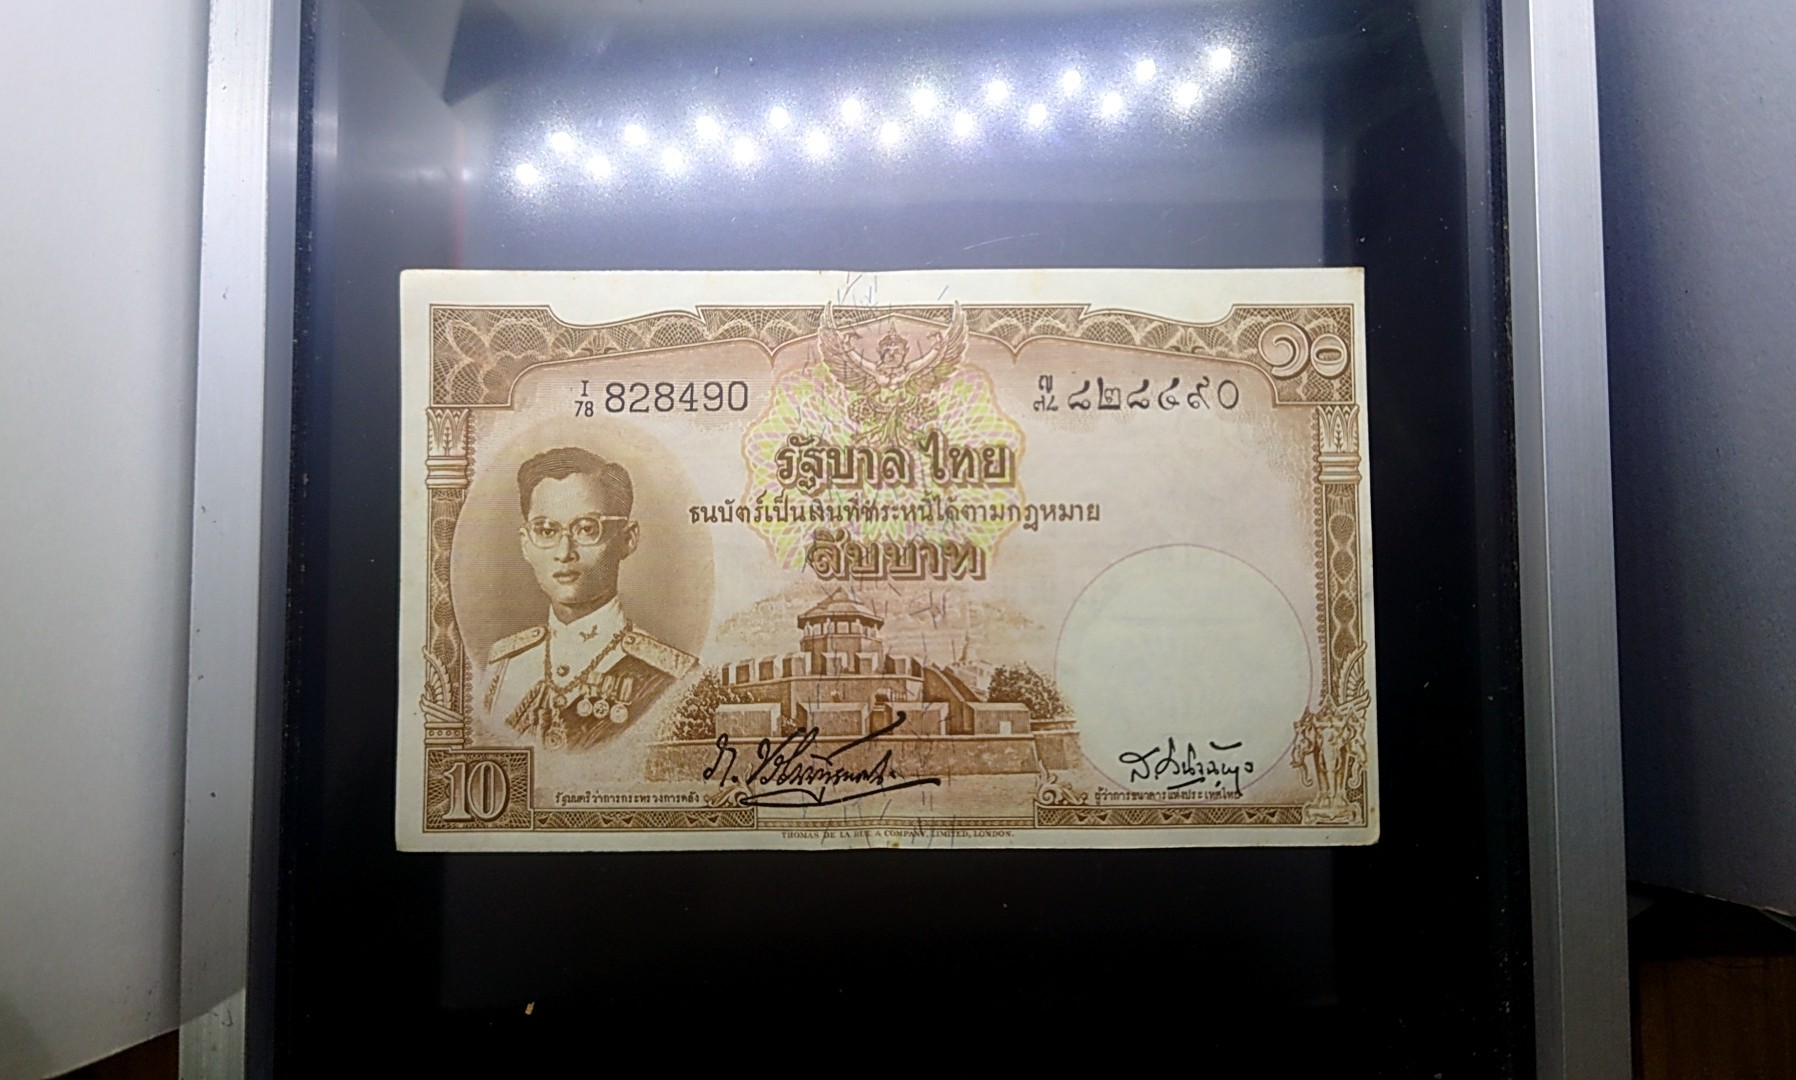 ๑๐
I
78 828490
๗
๗๘ ๘๒๘๔๙๐
รัฐบาลไทย
ธนบัตร์เป็นเงินที่ชำระหนี้ได้ตามกฎหมาย
สิบบาท
10
รัฐมนตรีว่าการกระทรวงการคลัง
ผู้ว่าการธนาคารแห่งประเทศไทย
THOMAS DE LA RUE & COMPANY, LIMITED, LONDON.